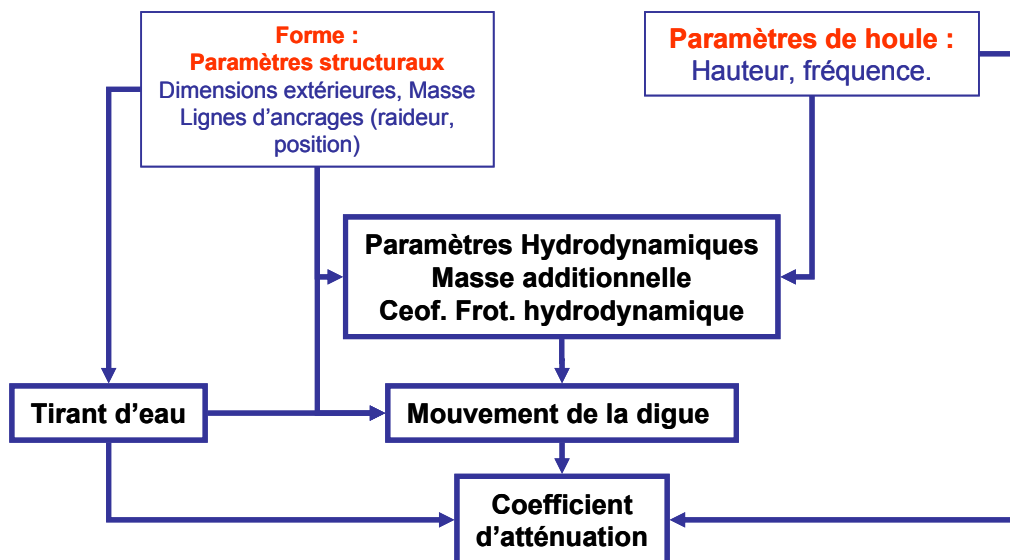 Forme :
Paramètres structuraux
Dimensions extérieures, Masse
Lignes d'ancrages (raideur,
position)
Paramètres de houle :
Hauteur, fréquence.
Paramètres Hydrodynamiques
Masse additionnelle
Ceof. Frot. hydrodynamique
Tirant d'eau
Mouvement de la digue
Coefficient
d'atténuation